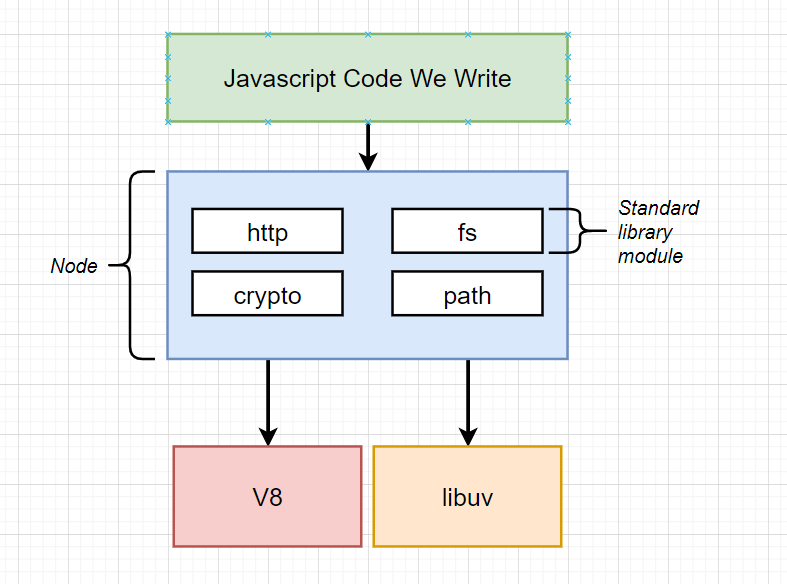 Javascript Code We Write
http
fs
Standard
library
module
Node
crypto
path
V8
libuv